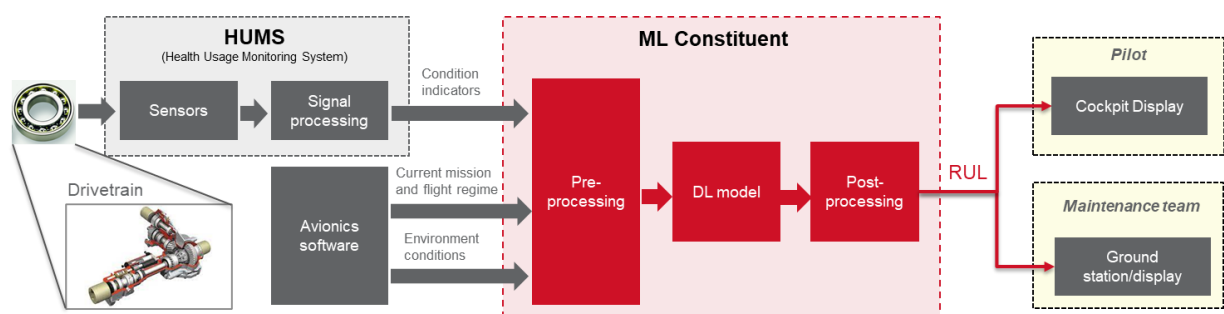 HUMS
(Health Usage Monitoring System)
Sensors
Signal
processing
Condition
indicators
Drivetrain
Avionics
software
Current mission
and flight regime
Environment
conditions
ML Constituent
Pre-
processing
DL model
Post-
processing
RUL
Pilot
Cockpit Display
Maintenance team
Ground
station/display